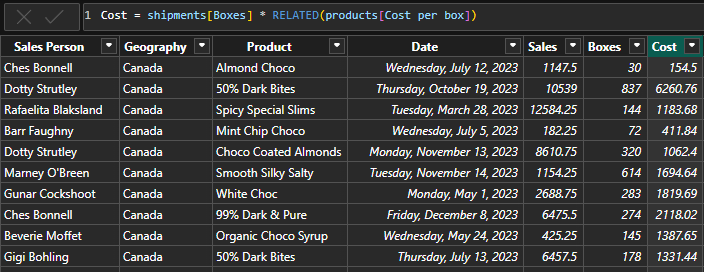 1 Cost = shipments[Boxes] * RELATED(products[Cost per box])
Sales Person Geography Product Date Sales Boxes Cost
Ches Bonnell Canada Almond Choco Wednesday, July 12, 2023 1147.5 30 154.5
Dotty Strutley Canada 50% Dark Bites Thursday, October 19, 2023 10539 837 6260.76
Rafaelita Blaksland Canada Spicy Special Slims Tuesday, March 28, 2023 12584.25 144 1183.68
Barr Faughny Canada Mint Chip Choco Wednesday, July 5, 2023 182.25 72 411.84
Dotty Strutley Canada Choco Coated Almonds Monday, November 13, 2023 8610.75 320 1062.4
Marney O'Breen Canada Smooth Silky Salty Tuesday, November 14, 2023 1154.25 614 1694.64
Gunar Cockshoot Canada White Choc Monday, May 1, 2023 2688.75 283 1819.69
Ches Bonnell Canada 99% Dark & Pure Friday, December 8, 2023 6475.5 274 2118.02
Beverie Moffet Canada Organic Choco Syrup Wednesday, May 24, 2023 425.25 145 1387.65
Gigi Bohling Canada 50% Dark Bites Thursday, July 13, 2023 6457.5 178 1331.44